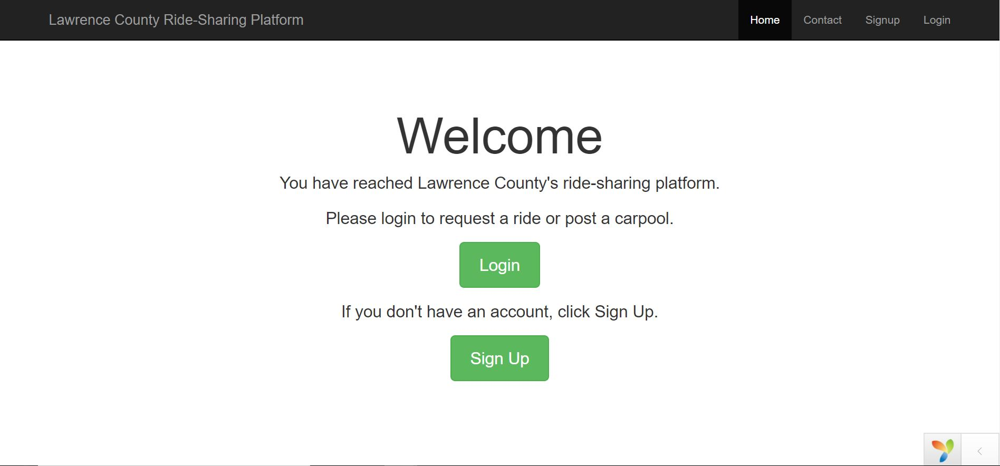 Lawrence County Ride-Sharing Platform
Home Contact Signup Login
Welcome
You have reached Lawrence County's ride-sharing platform.
Please login to request a ride or post a carpool.
Login
If you don't have an account, click Sign Up.
Sign Up